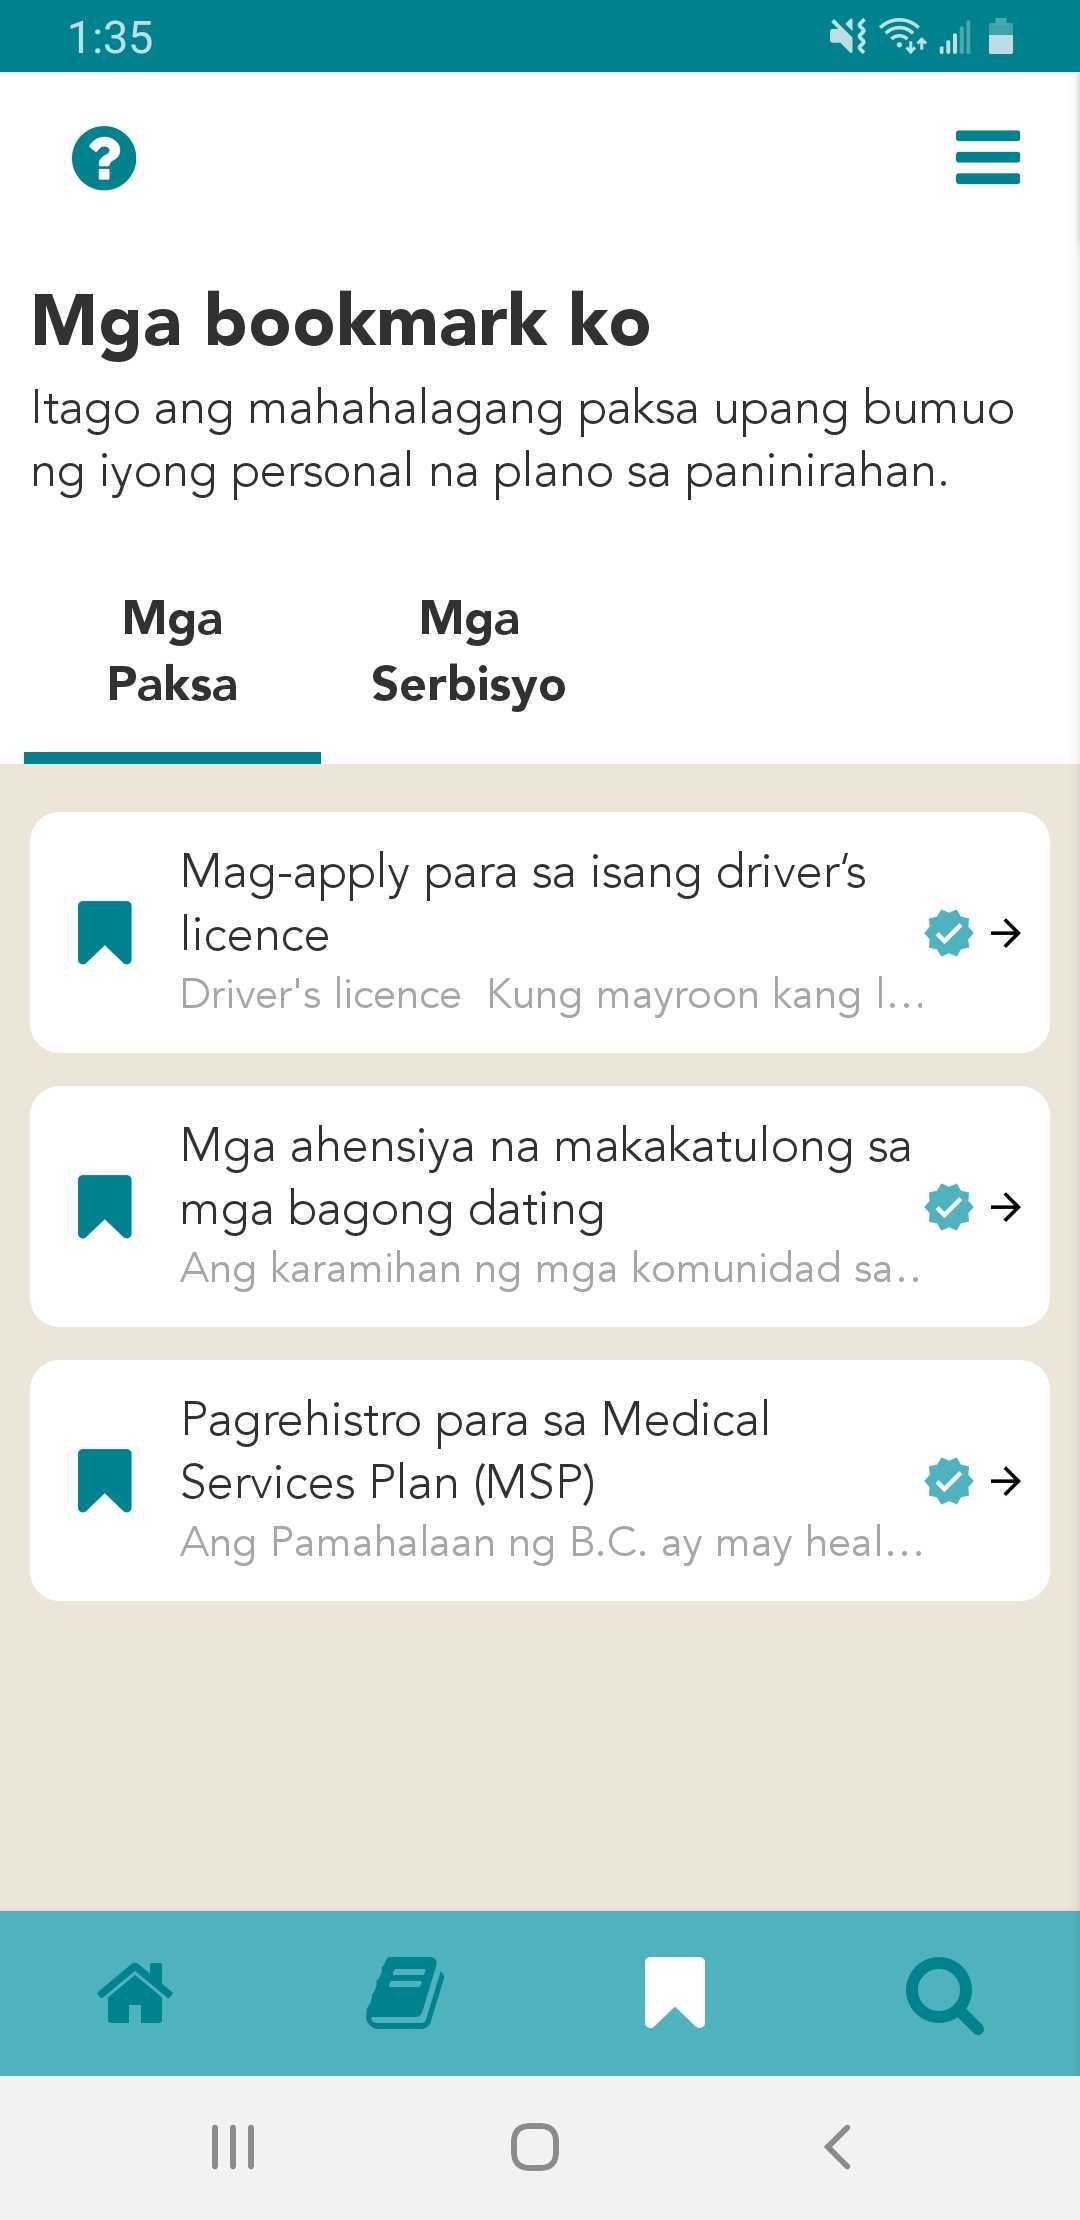 1:35
Mga bookmark ko
Itago ang mahahalagang paksa upang bumuo
ng iyong personal na plano sa paninirahan.
Mga
Paksa
Mga
Serbisyo
Mag-apply para sa isang driver’s
licence
Driver's licence  Kung mayroon kang l...
Mga ahensiya na makakatulong sa
mga bagong dating
Ang karamihan ng mga komunidad sa..
Pagrehistro para sa Medical
Services Plan (MSP)
Ang Pamahalaan ng B.C. ay may heal...